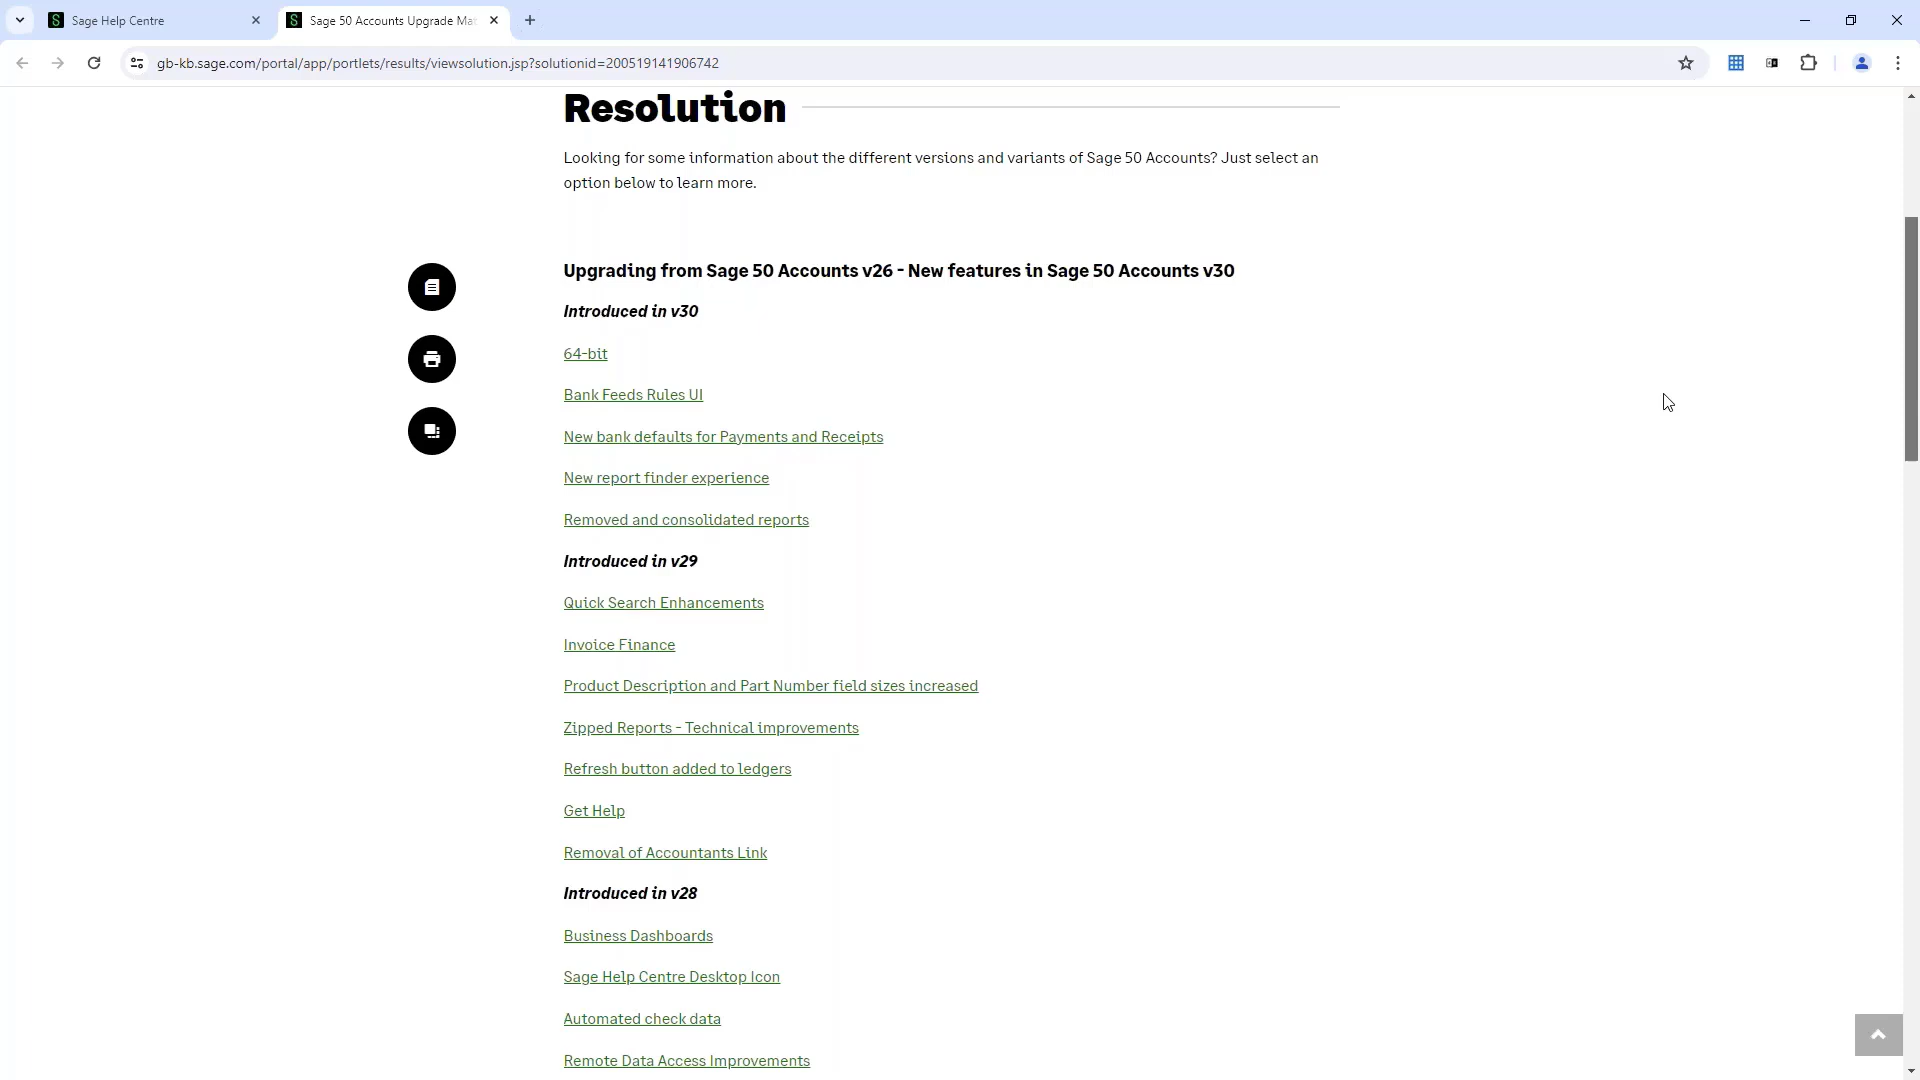 Sage Help Centre
Sage 50 Accounts Upgrade Mat
gb-kb.sage.com/portal/app/portlets/results/viewsolution.jsp?solutionid=200519141906742
Resolution
Looking for some information about the different versions and variants of Sage 50 Accounts? Just select an
option below to learn more.
Upgrading from Sage 50 Accounts v26 - New features in Sage 50 Accounts v30
Introduced in v30
64-bit
Bank Feeds Rules UI
New bank defaults for Payments and Receipts
New report finder experience
Removed and consolidated reports
Introduced in v29
Quick Search Enhancements
Invoice Finance
Product Description and Part Number field sizes increased
Zipped Reports - Technical improvements
Refresh button added to ledgers
Get Help
Removal of Accountants Link
Introduced in v28
Business Dashboards
Sage Help Centre Desktop Icon
Automated check data
Remote Data Access Improvements